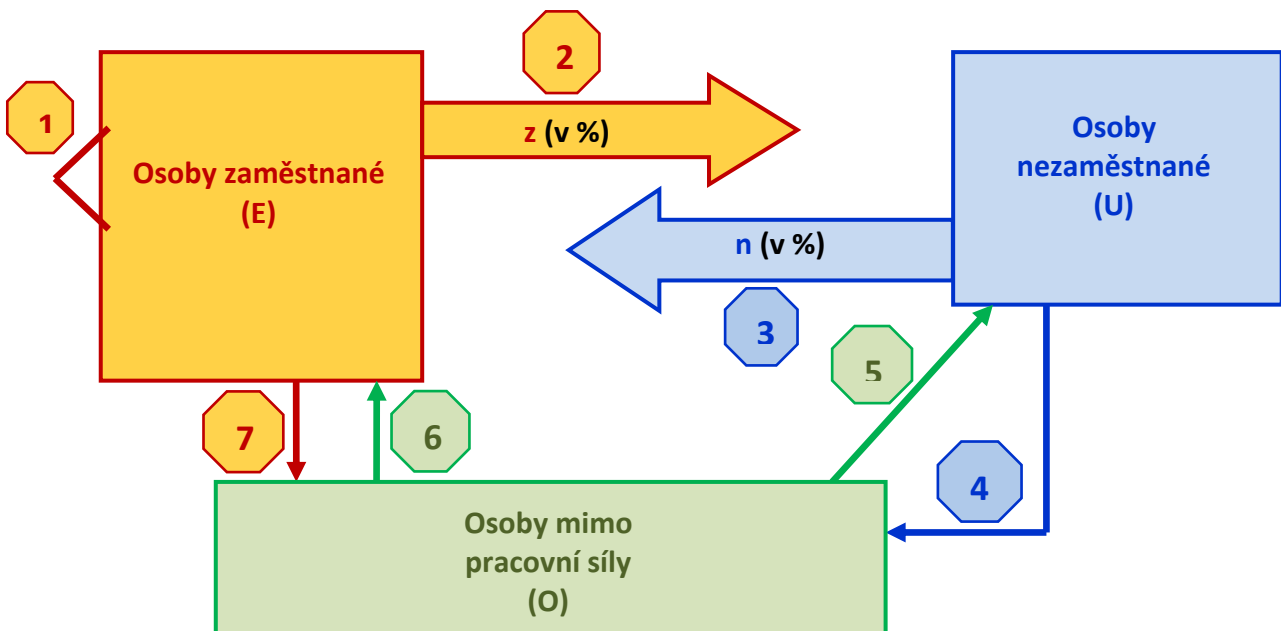 1
2
z (v %)
Osoby zaměstnané
(E)
Osoby
nezaměstnané
(U)
n (v %)
3
5
7
6
4
Osoby mimo
pracovní síly
(O)